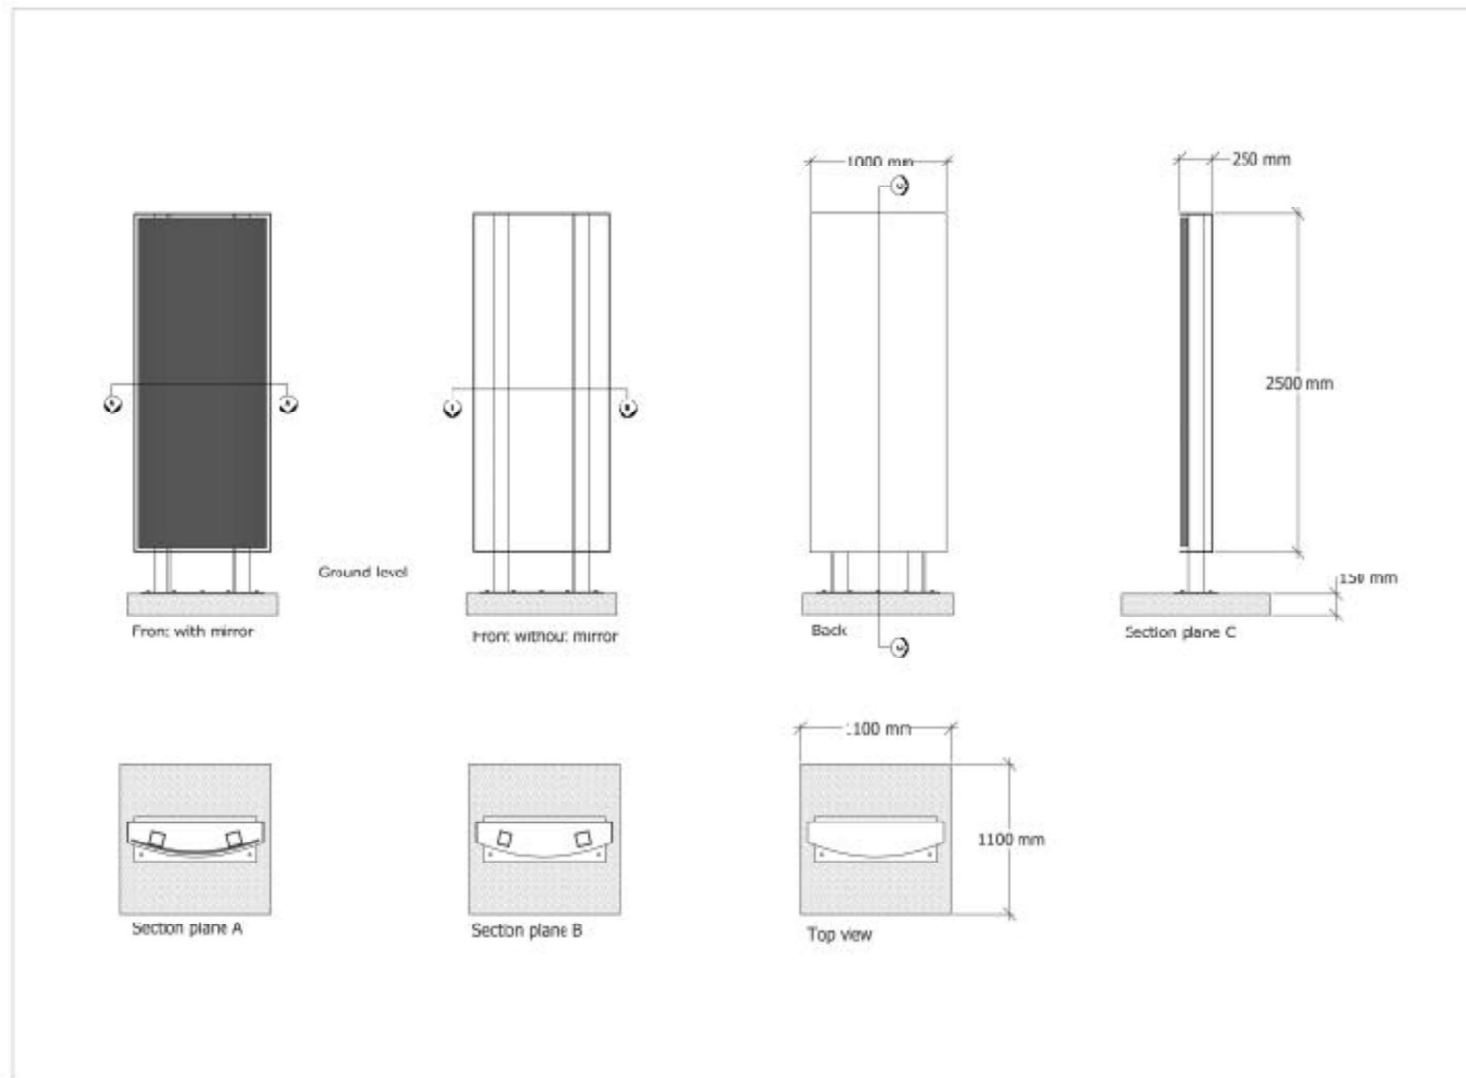 1000 mm
250 mm
2500 mm
Ground level
150 mm
Front with mirror
Front without mirror
Back
Section plane C
1100 mm
1100 mm
Section plane A
Section plane B
Top view